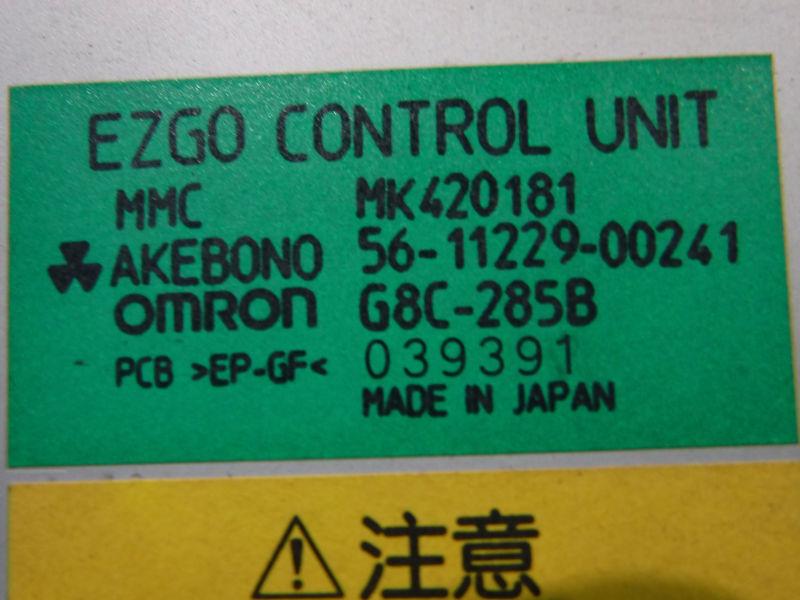 EZGO CONTROL UNIT
MMC MK420181
AKEBONO 56-11229-00241
omron G8C-285B
PCB >EP-GF< 039391
MADE IN JAPAN
注意